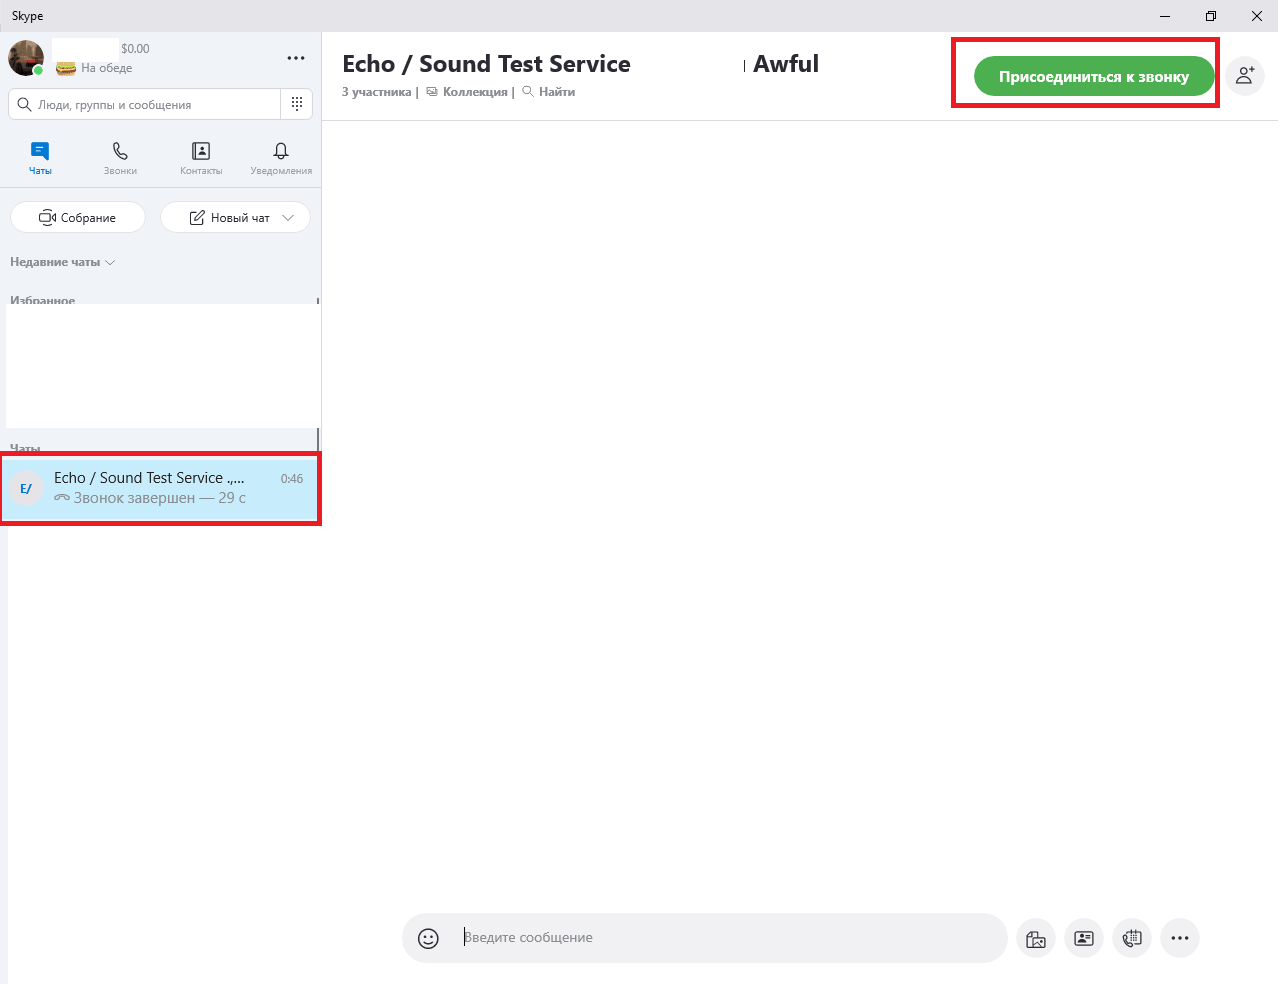 Skype
$0.00
На обеде
Люди, группы и сообщения
Чаты
Звонки
Контакты
Уведомления
Собрание
Новый чат
Недавние чаты
Избранное
Чаты
E/
Echo / Sound Test Service .,...
0:46
Звонок завершен — 29 с
Echo / Sound Test Service
Awful
3 участника | Коллекция | Найти
Присоединиться к звонку
Введите сообщение